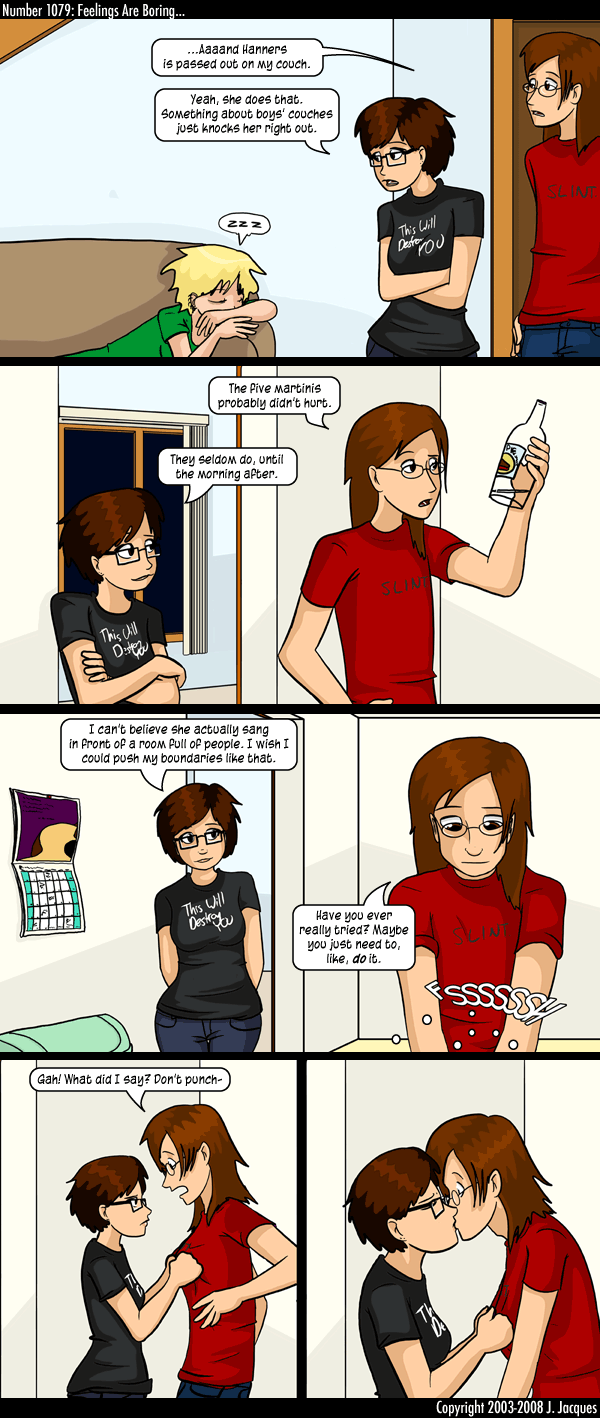 Number 1079: Feelings Are Boring...
...Aaaand Hanners
is passed out on my couch.
Yeah, she does that.
Something about boys' couches
just knocks her right out.
zzz
This Will
Destroy
YOU
SLINT
The five martinis
probably didn't hurt.
They seldom do, until
the morning after.
This Will
Destroy
YOU
SLINT
I can't believe she actually sang
in front of a room full of people. I wish I
could push my boundaries like that.
This Will
Destroy
YOU
Have you ever
really tried? Maybe
you just need to,
like, do it.
SLINT
FSSSSSSH
Gah! What did I say? Don't punch-
Copyright 2003-2008 J. Jacques